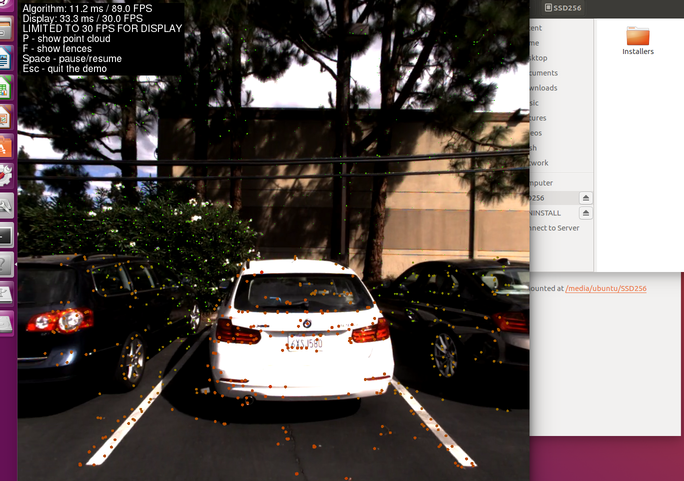 Algorithm: 11.2 ms / 89.0 FPS
Display: 33.3 ms / 30.0 FPS
LIMITED TO 30 FPS FOR DISPLAY
P - show point cloud
F - show fences
Space - pause/resume
Esc - quit the demo
SSD256
Installers
ent
me
ktop
cuments
wnloads
sic
tures
eos
sh
twork
mputer
D256
NINSTALL
nnect to Server
ounted at /media/ubuntu/SSD256